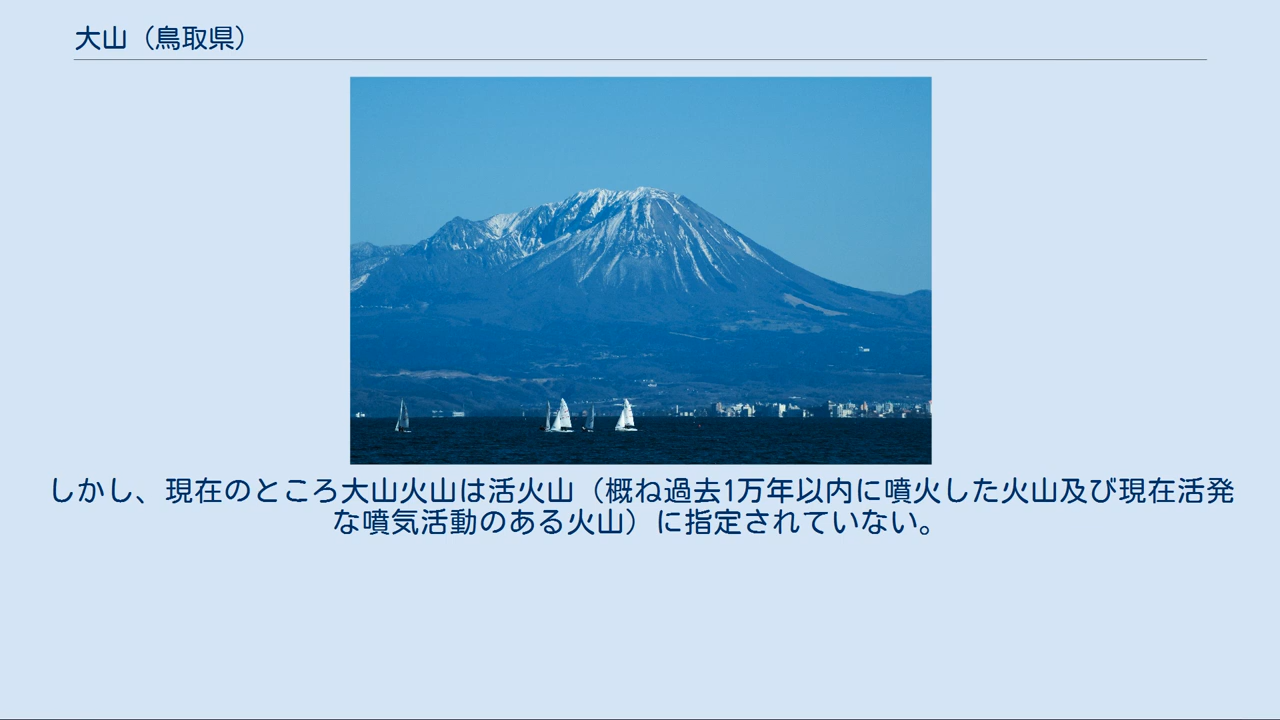 大山（鳥取県）
しかし、現在のところ大山火山は活火山（概ね過去1万年以内に噴火した火山及び現在活発
な噴気活動のある火山）に指定されていない。